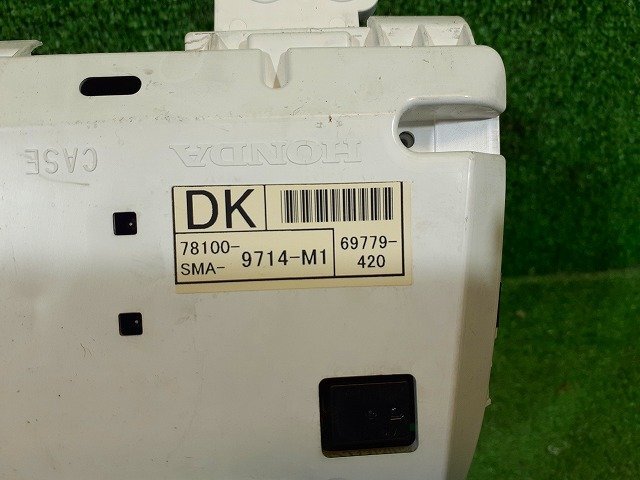 HONDA
CASE
DK
78100-
SMA- 9714-M1
69779-
420